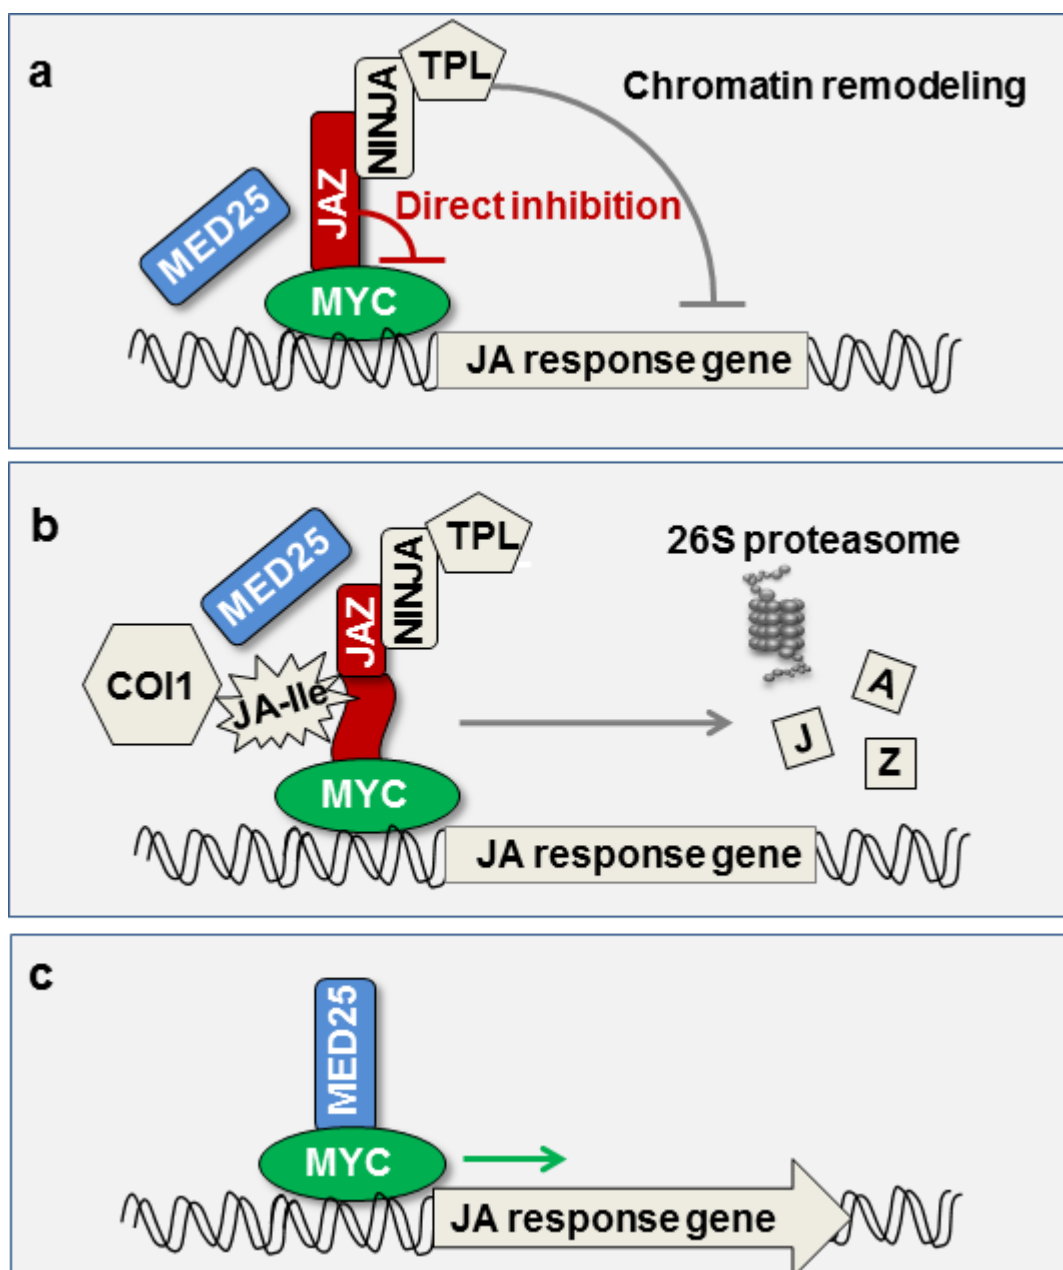 a
TPL
NINJA
Chromatin remodeling
JAZ
MED25
Direct inhibition
MYC
JA response gene
b
TPL
MED25
NINJA
26S proteasome
JAZ
COI1
JA-Ile
A
J
Z
MYC
JA response gene
c
MED25
MYC
JA response gene